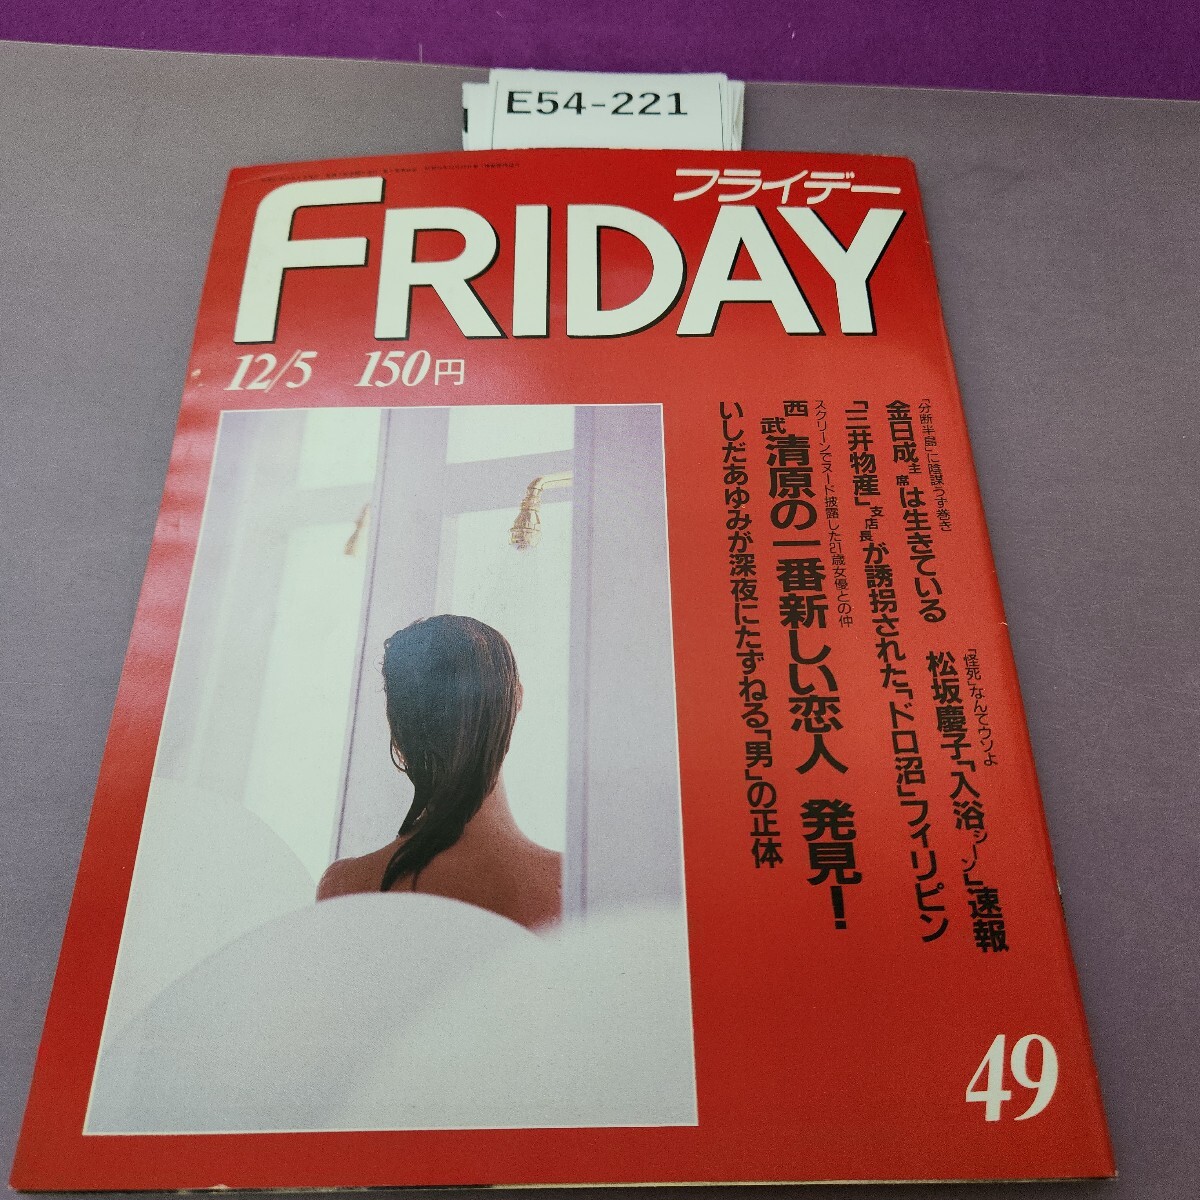 E54-221
フライデー
FRIDAY
12/5 150円
「分断半島」に陰謀うず巻き
金日成主席は生きている
「怪死」なんてウソよ
松坂慶子「入浴シーン」速報
「三井物産」支店長が誘拐された「ドロ沼」フィリピン
スクリーンでヌード披露した21歳女優との仲
西武清原の一番新しい恋人 発見!
いしだあゆみが深夜にたずねる「男」の正体
49